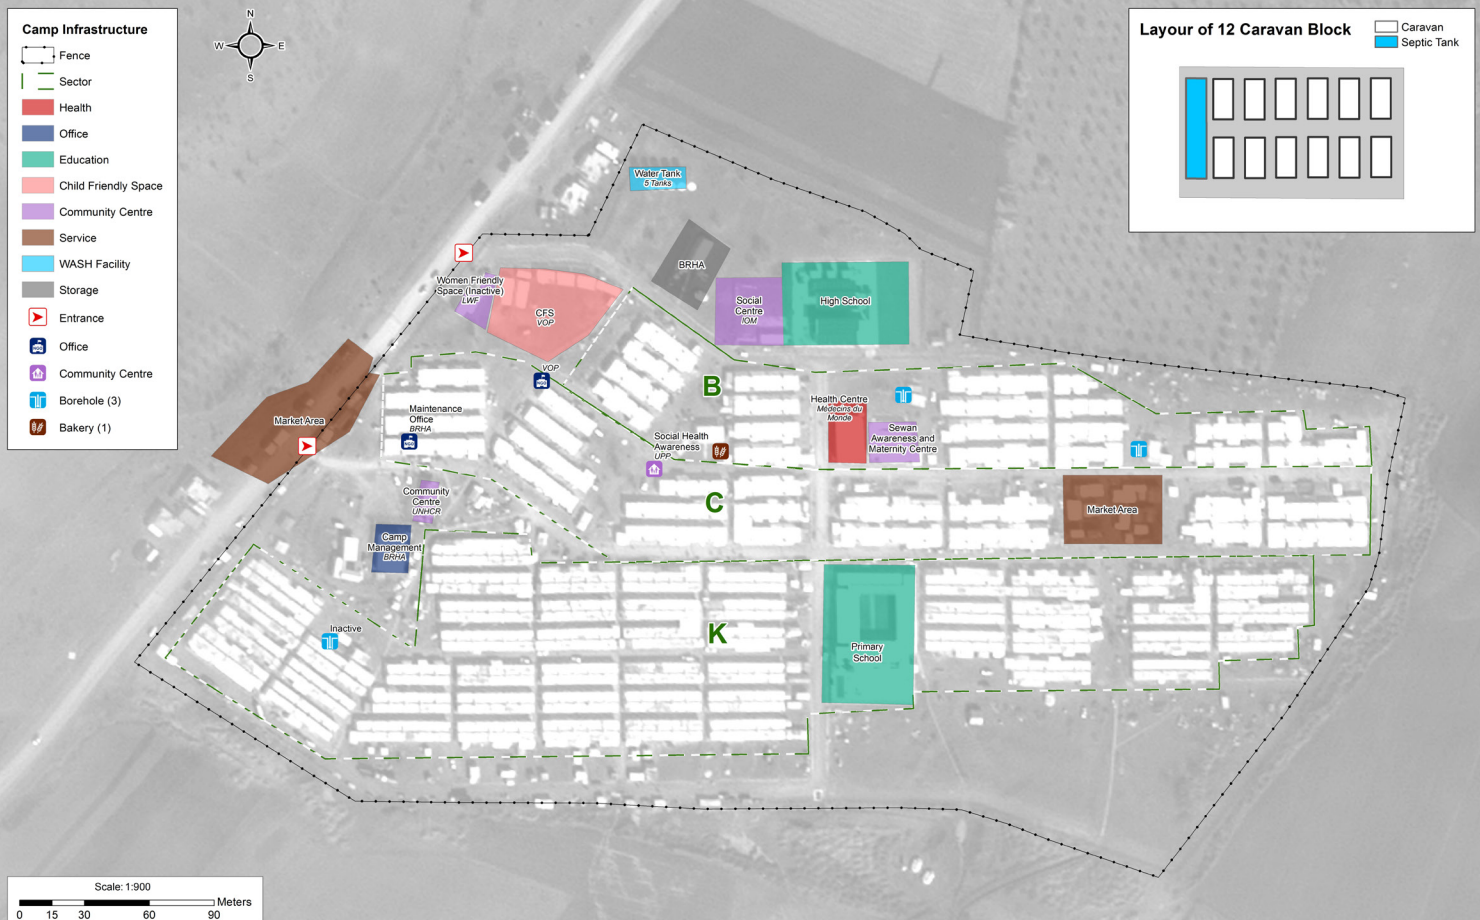 Camp Infrastructure
Fence
Sector
Health
Office
Education
Child Friendly Space
Community Centre
Service
WASH Facility
Storage
Entrance
Office
Community Centre
Borehole (3)
Bakery (1)
N
W
E
S
Layour of 12 Caravan Block
Caravan
Septic Tank
Water Tank
5 Tanks
BRHA
Women Friendly
Space (Inactive)
LWF
CFS
VOP
Social
Centre
IOM
High School
VOP
Market Area
Maintenance
Office
BRHA
B
Health Centre
Médecins du
Monde
Sewan
Awareness and
Maternity Centre
Social Health
Awareness
UPP
C
Community
Centre
UNHCR
Market Area
Camp
Management
BRHA
Inactive
K
Primary
School
Scale: 1:900
Meters
0 15 30 60 90